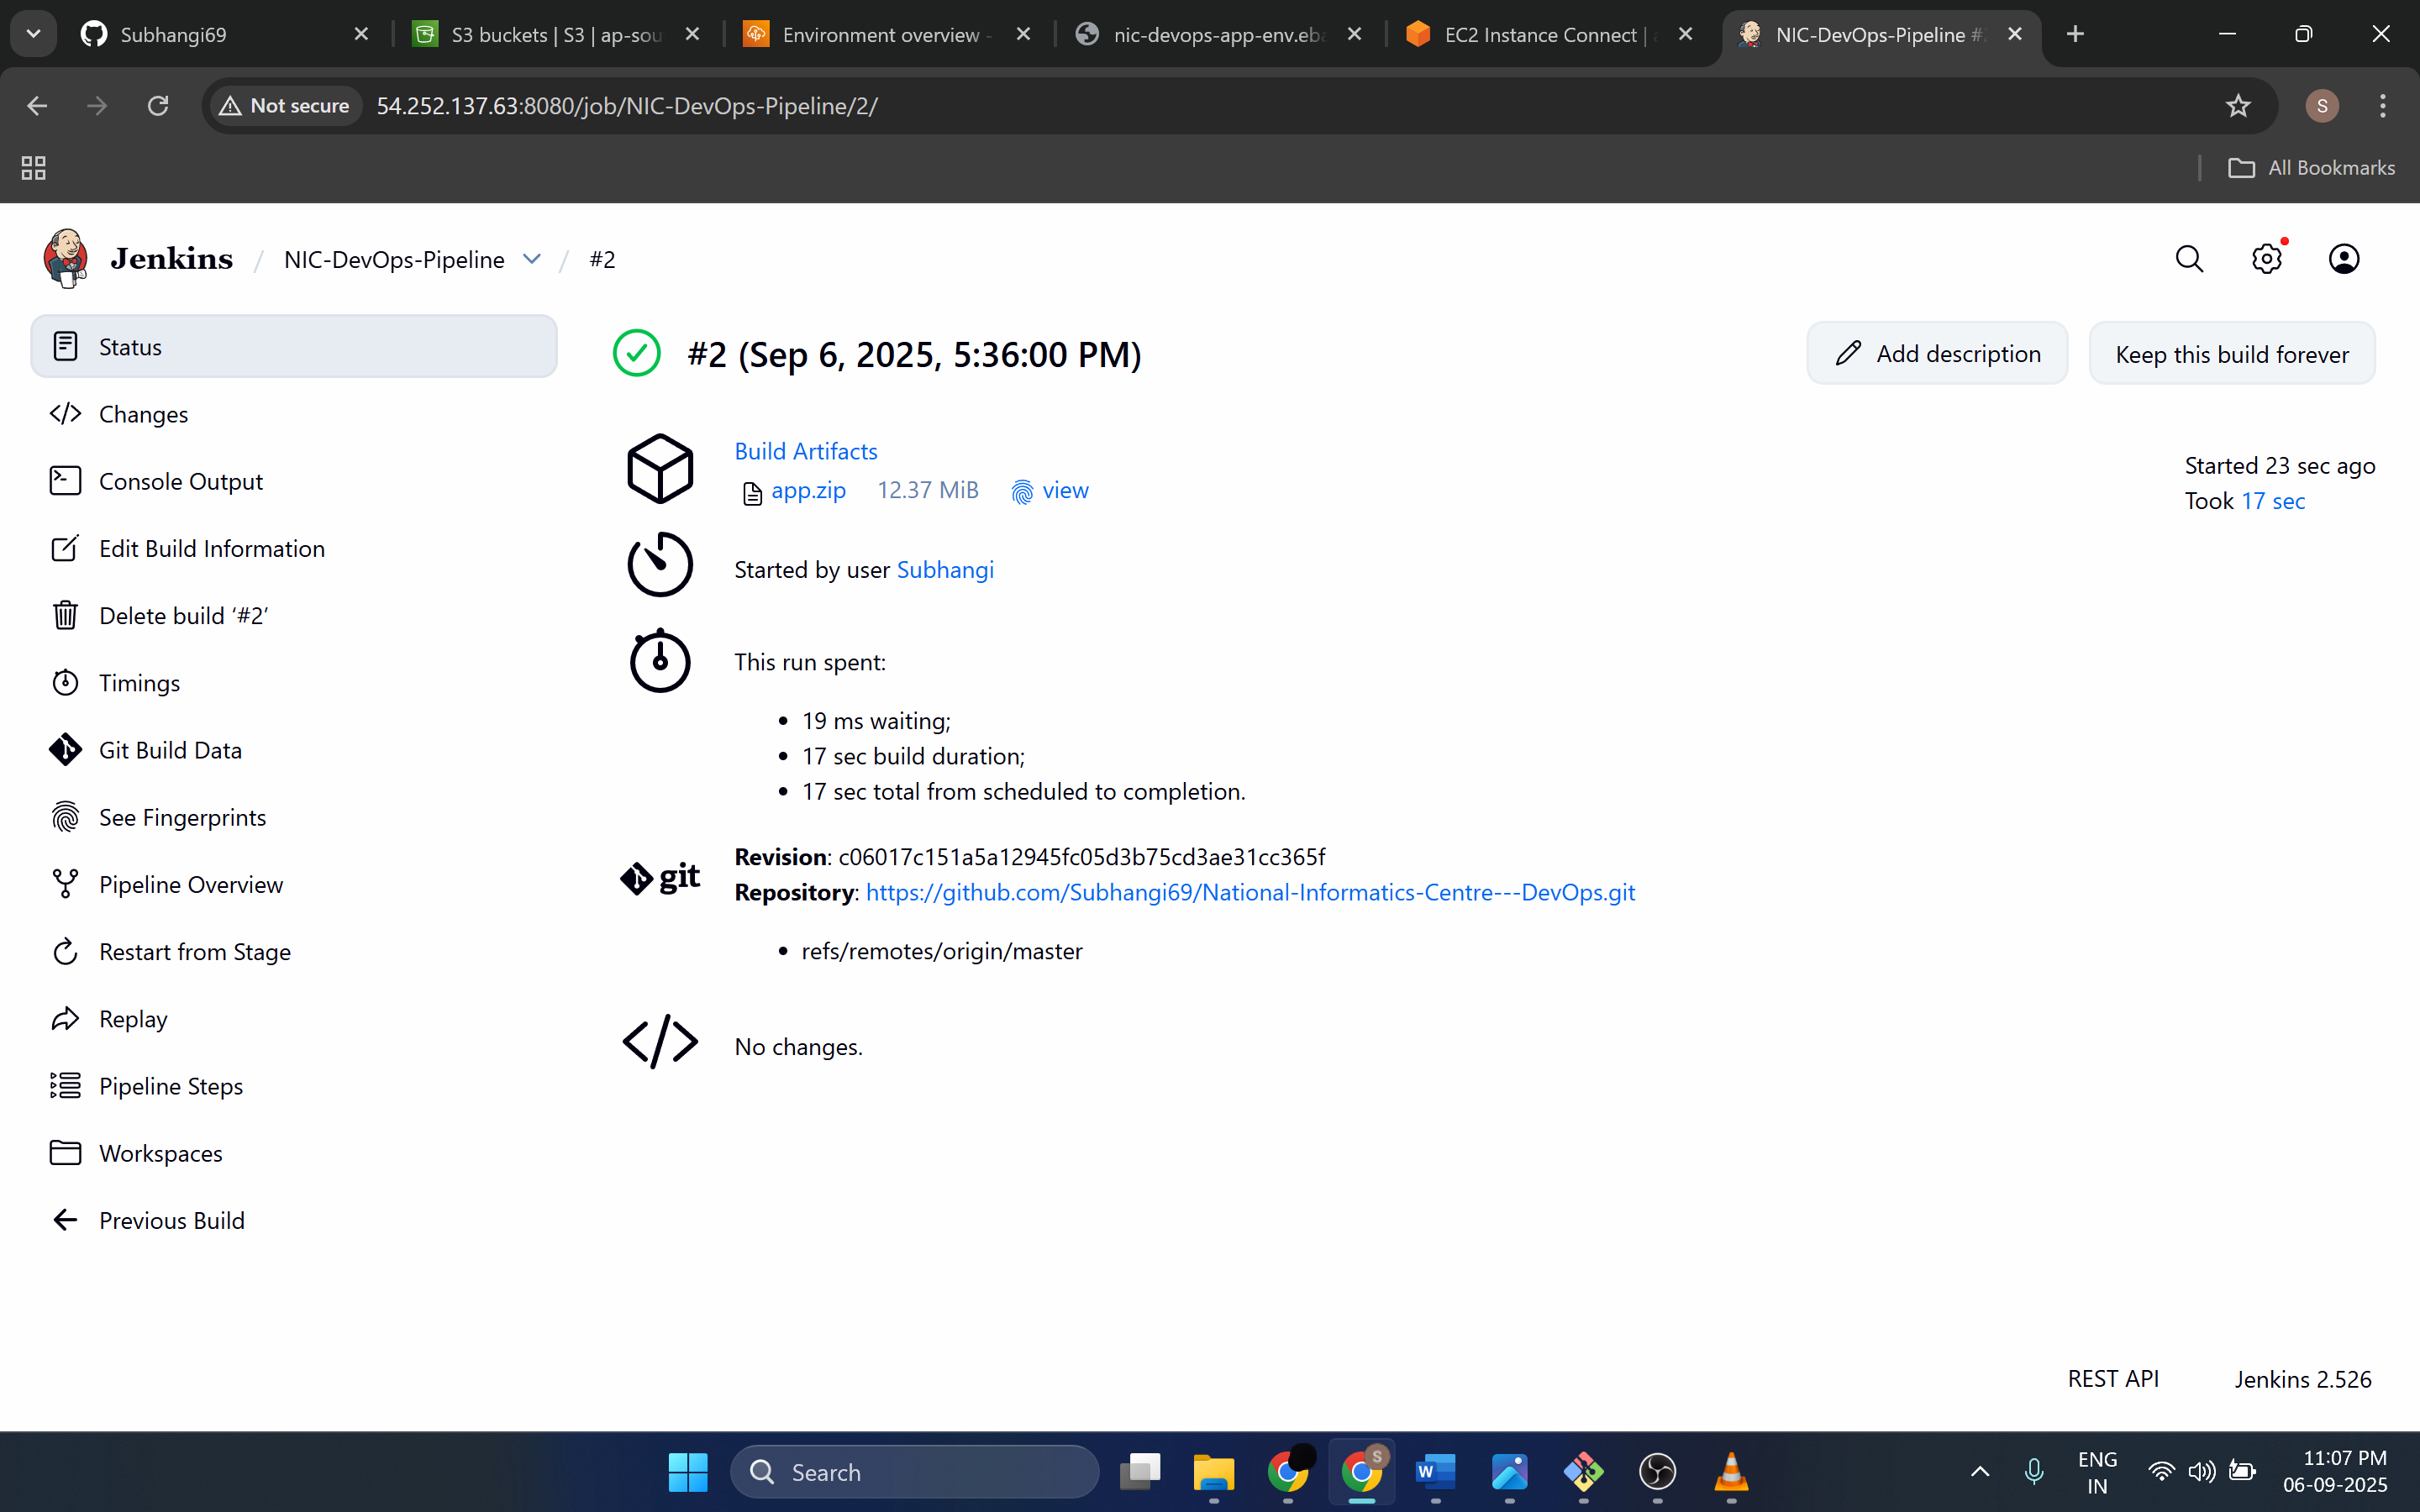 Subhangi69
S3 buckets | S3 | ap-sou
Environment overview -
nic-devops-app-env.eba
EC2 Instance Connect |
NIC-DevOps-Pipeline #
Not secure
54.252.137.63:8080/job/NIC-DevOps-Pipeline/2/
S
All Bookmarks
Jenkins / NIC-DevOps-Pipeline / #2
Status
Changes
Console Output
Edit Build Information
Delete build ‘#2’
Timings
Git Build Data
See Fingerprints
Pipeline Overview
Restart from Stage
Replay
Pipeline Steps
Workspaces
Previous Build
#2 (Sep 6, 2025, 5:36:00 PM)
Add description
Keep this build forever
Build Artifacts
app.zip 12.37 MiB view
Started 23 sec ago
Took 17 sec
Started by user Subhangi
This run spent:
• 19 ms waiting;
• 17 sec build duration;
• 17 sec total from scheduled to completion.
git
Revision: c06017c151a5a12945fc05d3b75cd3ae31cc365f
Repository: https://github.com/Subhangi69/National-Informatics-Centre---DevOps.git
• refs/remotes/origin/master
No changes.
REST API
Jenkins 2.526
Search
S
W
ENG
IN
11:07 PM
06-09-2025